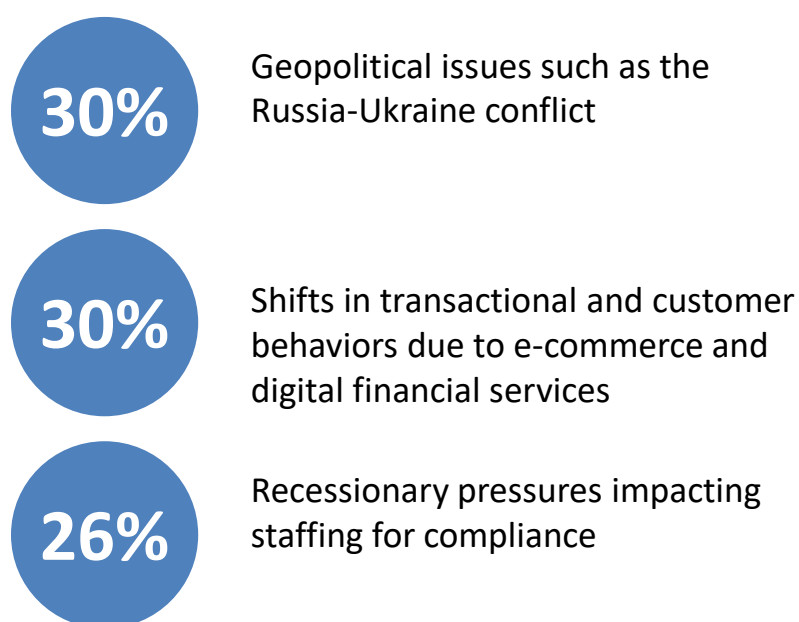 30%
Geopolitical issues such as the
Russia-Ukraine conflict
30%
Shifts in transactional and customer
behaviors due to e-commerce and
digital financial services
26%
Recessionary pressures impacting
staffing for compliance